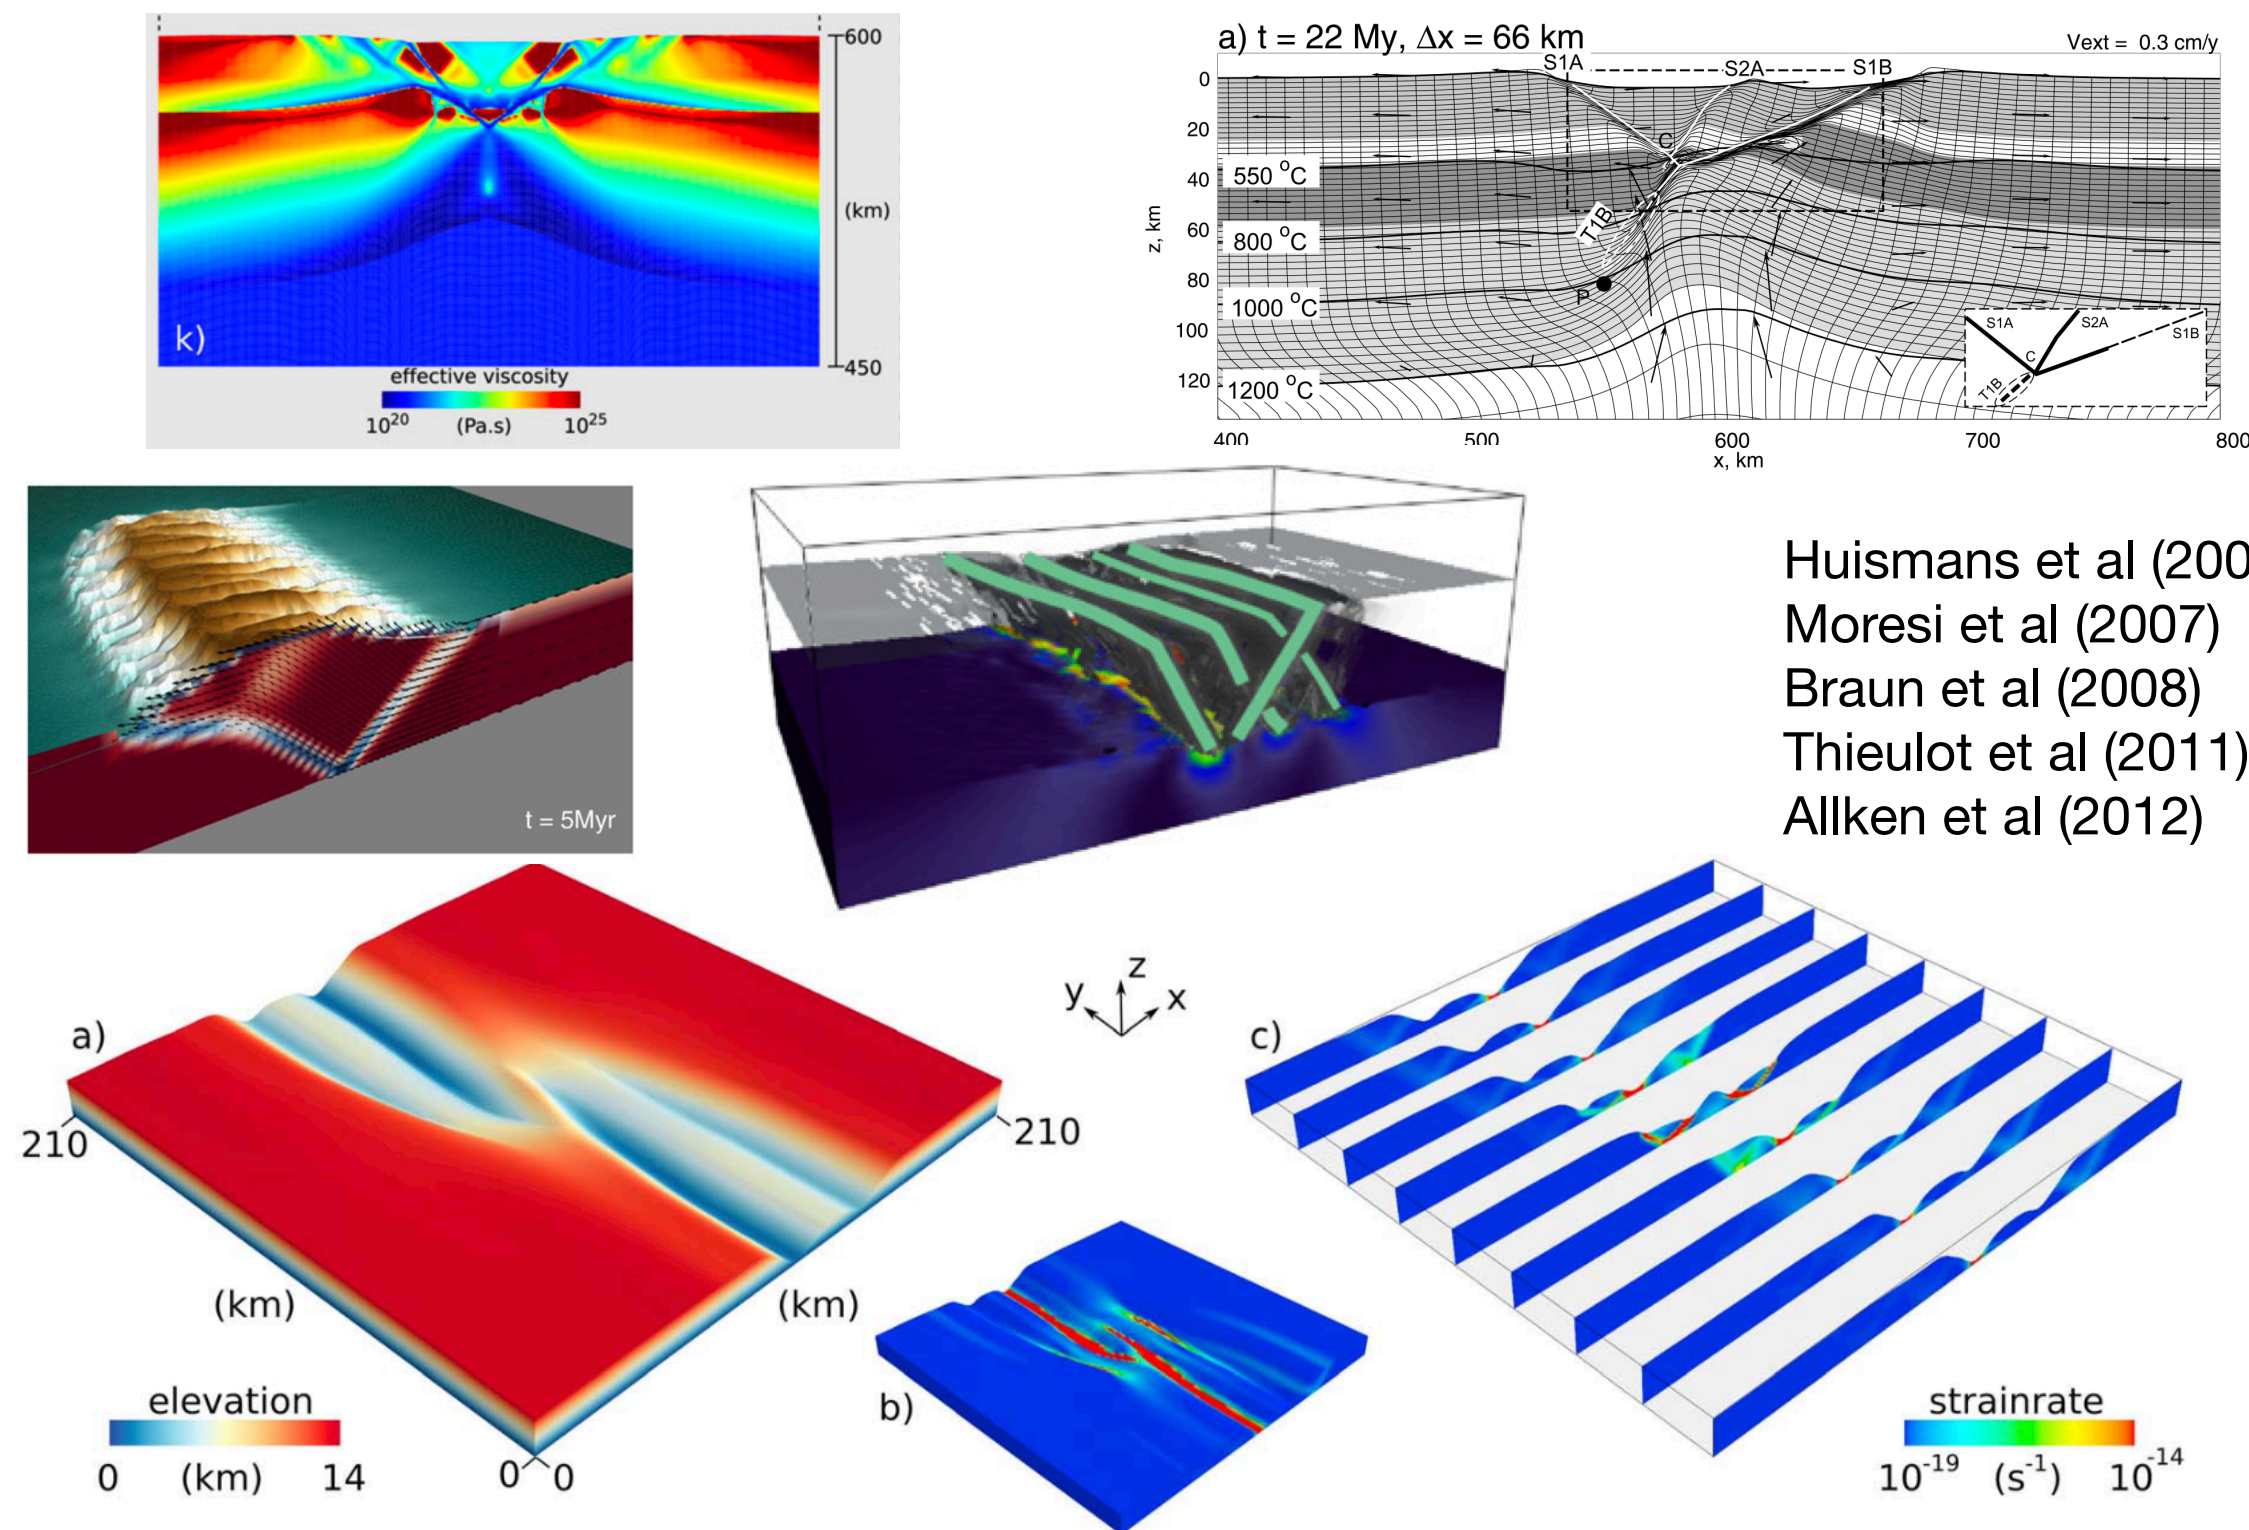 600
(km)
450
k)
effective viscosity
10^20 (Pa.s) 10^25
a) t = 22 My, Δx = 66 km
Vext = 0.3 cm/y
S1A S2A S1B
0
20
40
60
80
100
120
z, km
C
550 °C
800 °C
T1B
P
1000 °C
1200 °C
S1A S2A S1B
C
T1B
400 500 600 700 800
x, km
t = 5Myr
Huismans et al (200
Moresi et al (2007)
Braun et al (2008)
Thieulot et al (2011)
Allken et al (2012)
a)
210
210
(km)
(km)
elevation
0 (km) 14
0 0
z
y x
b)
c)
strainrate
10^-19 (s^-1) 10^-14